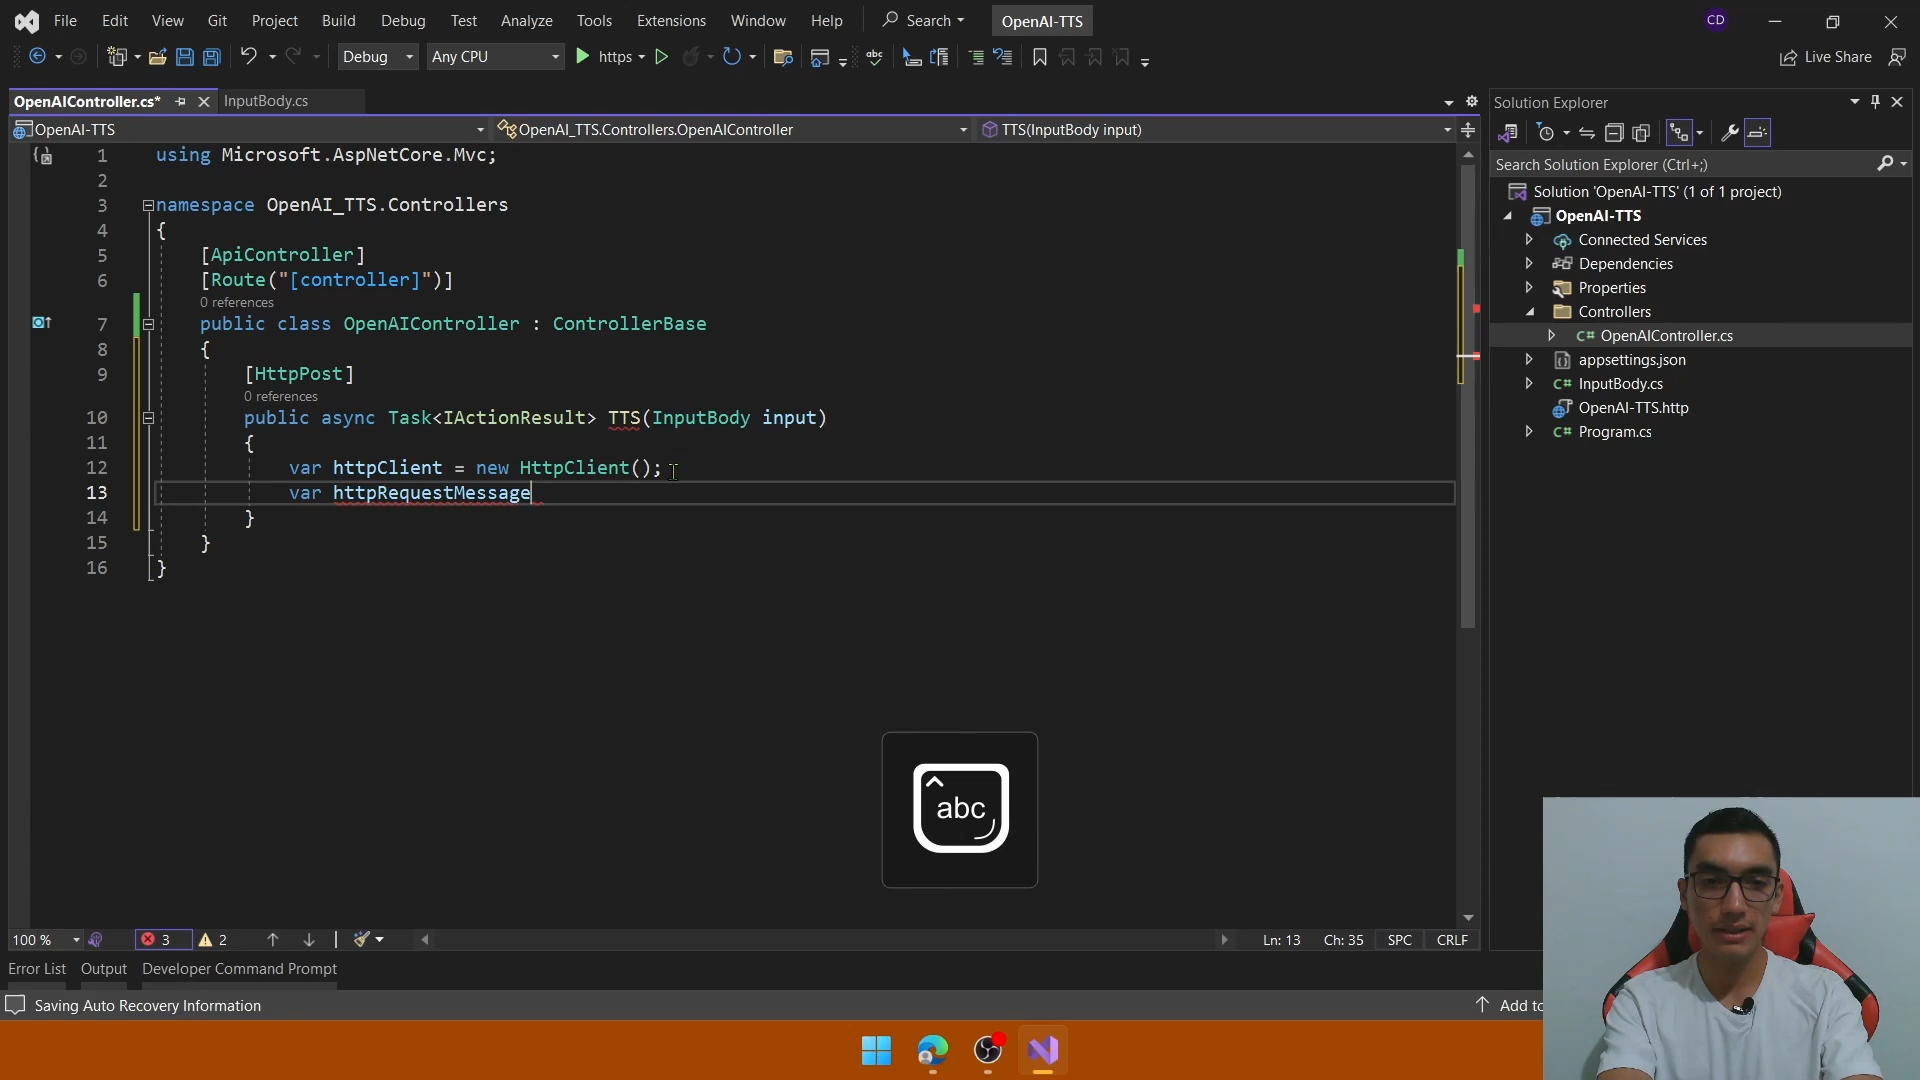 File Edit View Git Project Build Debug Test Analyze Tools Extensions Window Help Search OpenAI-TTS CD
Debug Any CPU https abc Live Share
OpenAIController.cs* InputBody.cs
OpenAI-TTS OpenAI_TTS.Controllers.OpenAIController TTS(InputBody input)
1 using Microsoft.AspNetCore.Mvc;
2
3 namespace OpenAI_TTS.Controllers
4 {
5 [ApiController]
6 [Route("[controller]")]
0 references
7 public class OpenAIController : ControllerBase
8 {
9 [HttpPost]
0 references
10 public async Task<IActionResult> TTS(InputBody input)
11 {
12 var httpClient = new HttpClient();
13 var httpRequestMessage
14 }
15 }
16 }
abc
100 % 3 2 Ln: 13 Ch: 35 SPC CRLF
Error List Output Developer Command Prompt
Saving Auto Recovery Information Add to
Solution Explorer
Search Solution Explorer (Ctrl+;)
Solution 'OpenAI-TTS' (1 of 1 project)
OpenAI-TTS
Connected Services
Dependencies
Properties
Controllers
C# OpenAIController.cs
appsettings.json
C# InputBody.cs
OpenAI-TTS.http
C# Program.cs